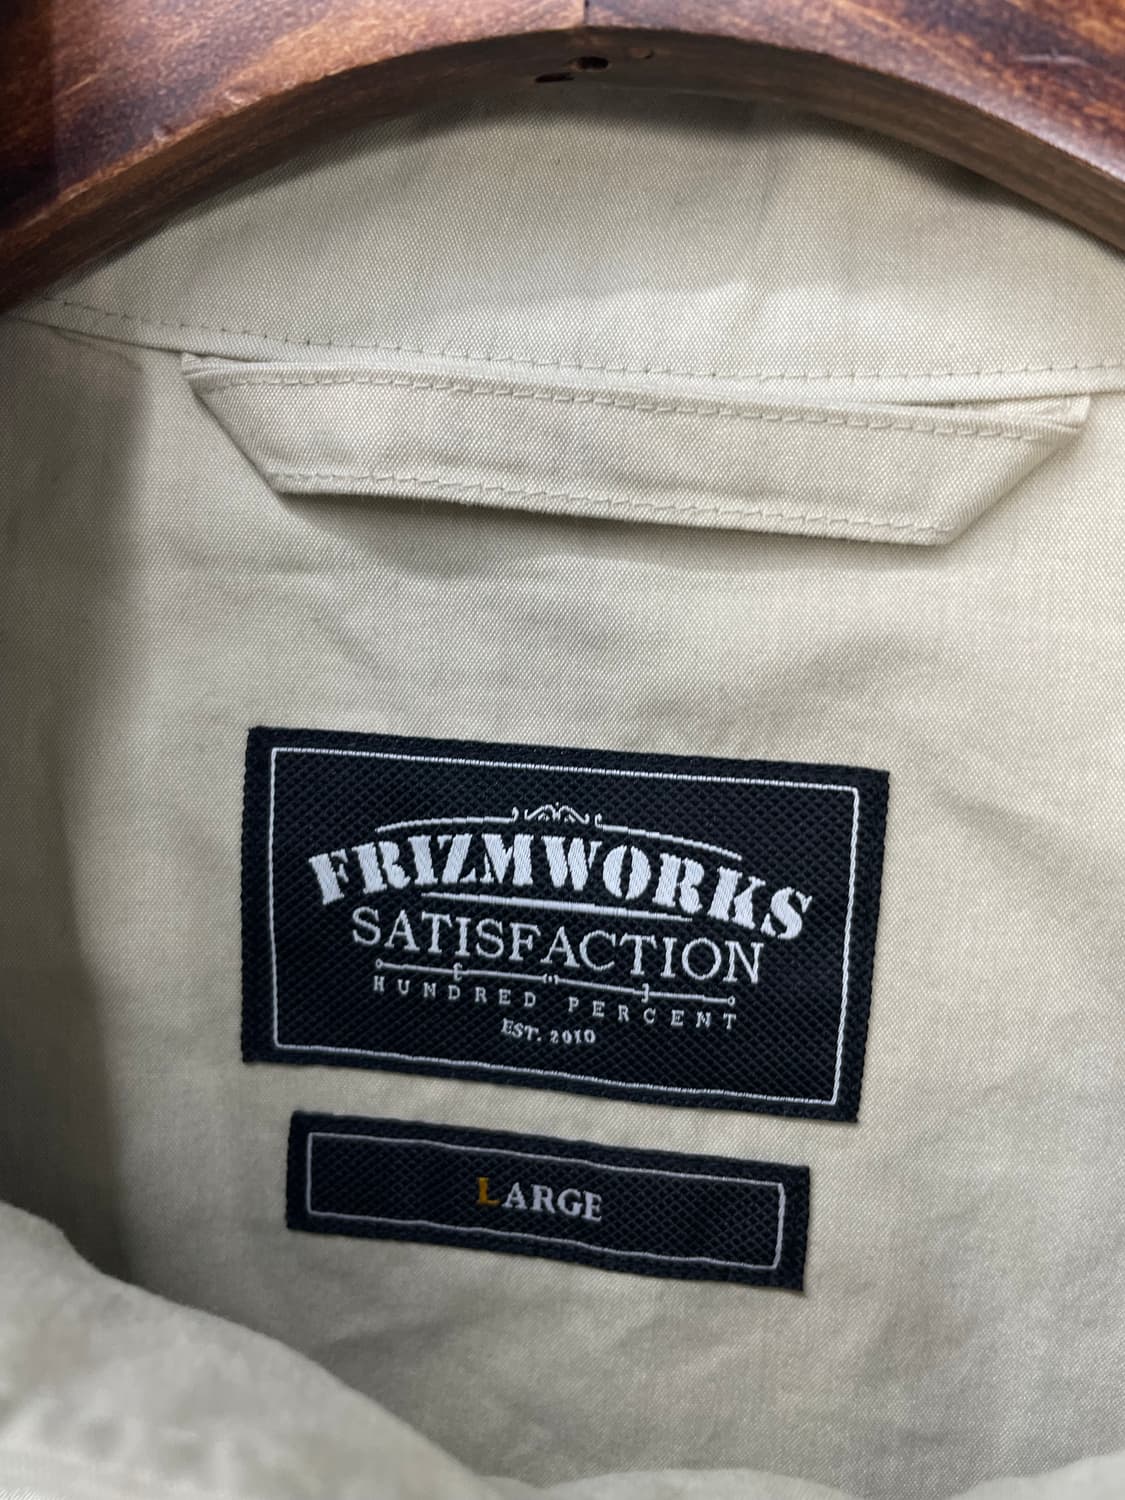 FRIZMWORKS
SATISFACTION
HUNDRED PERCENT
EST. 2010
LARGE